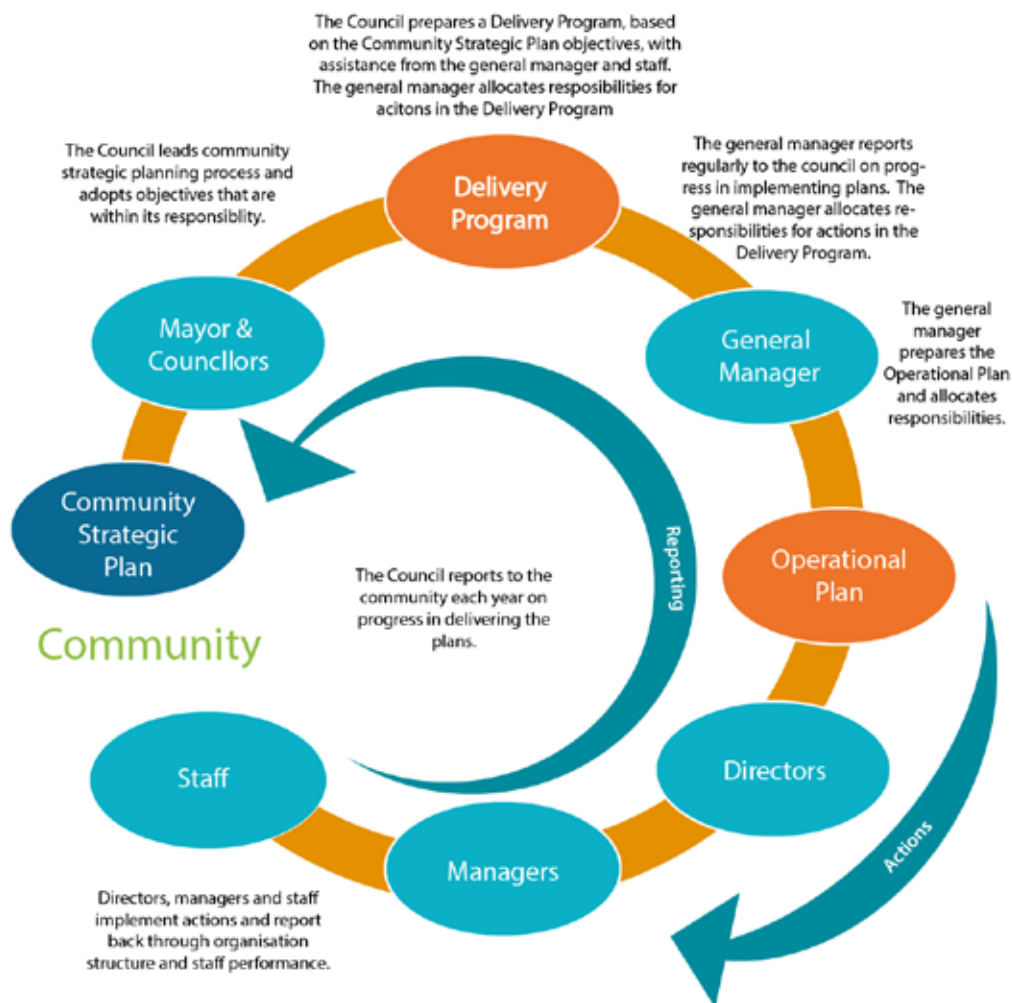 The Council prepares a Delivery Program, based
on the Community Strategic Plan objectives, with
assistance from the general manager and staff.
The general manager allocates resposibilities for
acitons in the Delivery Program
The Council leads community
strategic planning process and
adopts objectives that are
within its responsiblity.
Delivery
Program
The general manager reports
regularly to the council on prog-
ress in implementing plans. The
general manager allocates re-
sponsibilities for actions in the
Delivery Program.
Mayor &
Councllors
General
Manager
The general
manager
prepares the
Operational Plan
and allocates
responsibilities.
Community
Strategic
Plan
Reporting
Operational
Plan
The Council reports to the
community each year on
progress in delivering the
plans.
Community
Staff
Directors
Actions
Managers
Directors, managers and staff
implement actions and report
back through organisation
structure and staff performance.